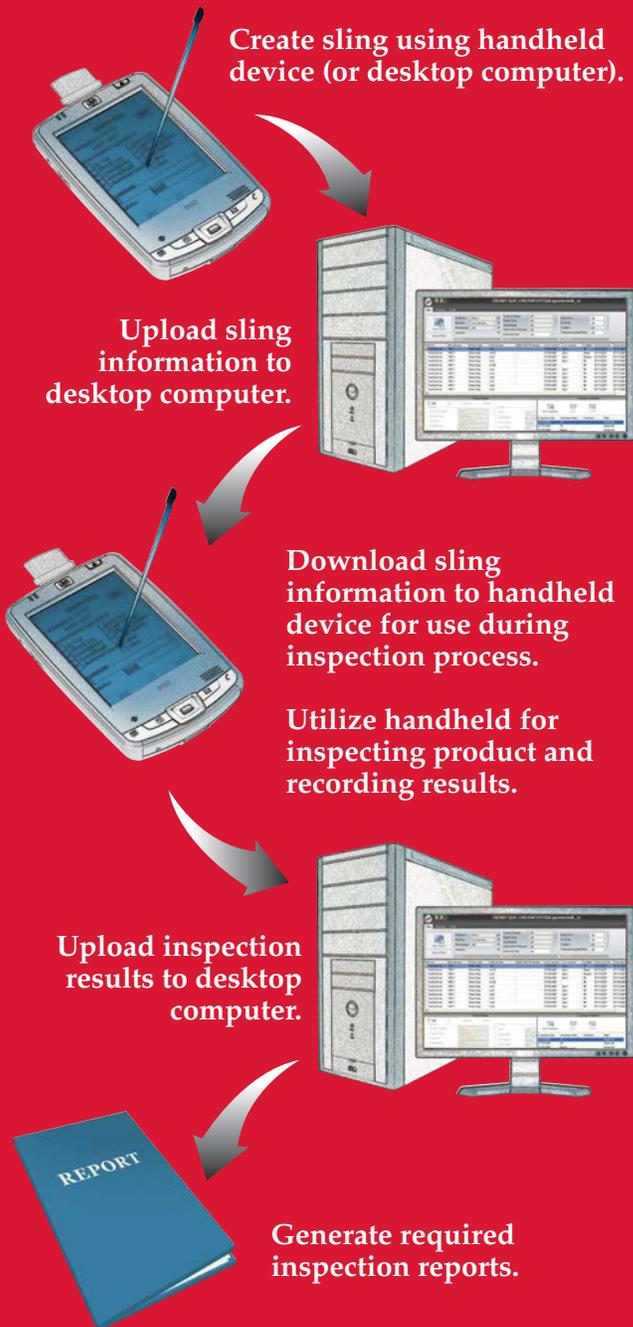 Create sling using handheld
device (or desktop computer).
Upload sling
information to
desktop computer.
Download sling
information to handheld
device for use during
inspection process.
Utilize handheld for
inspecting product and
recording results.
Upload inspection
results to desktop
computer.
REPORT
Generate required
inspection reports.